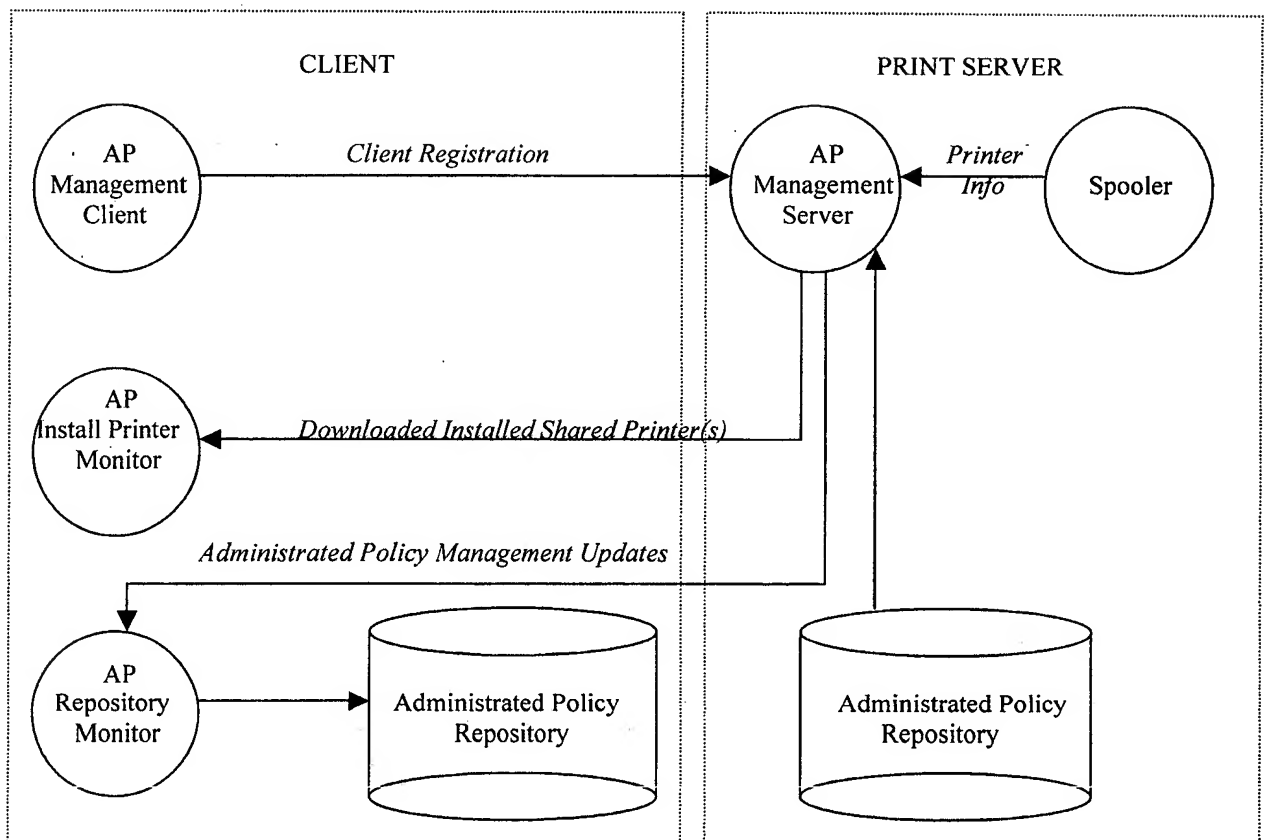 CLIENT
PRINT SERVER
AP
Management
Client
Client Registration
AP
Management
Server
Printer
Info
Spooler
AP
Install Printer
Monitor
Downloaded Installed Shared Printer(s)
Administrated Policy Management Updates
AP
Repository
Monitor
Administrated Policy
Repository
Administrated Policy
Repository